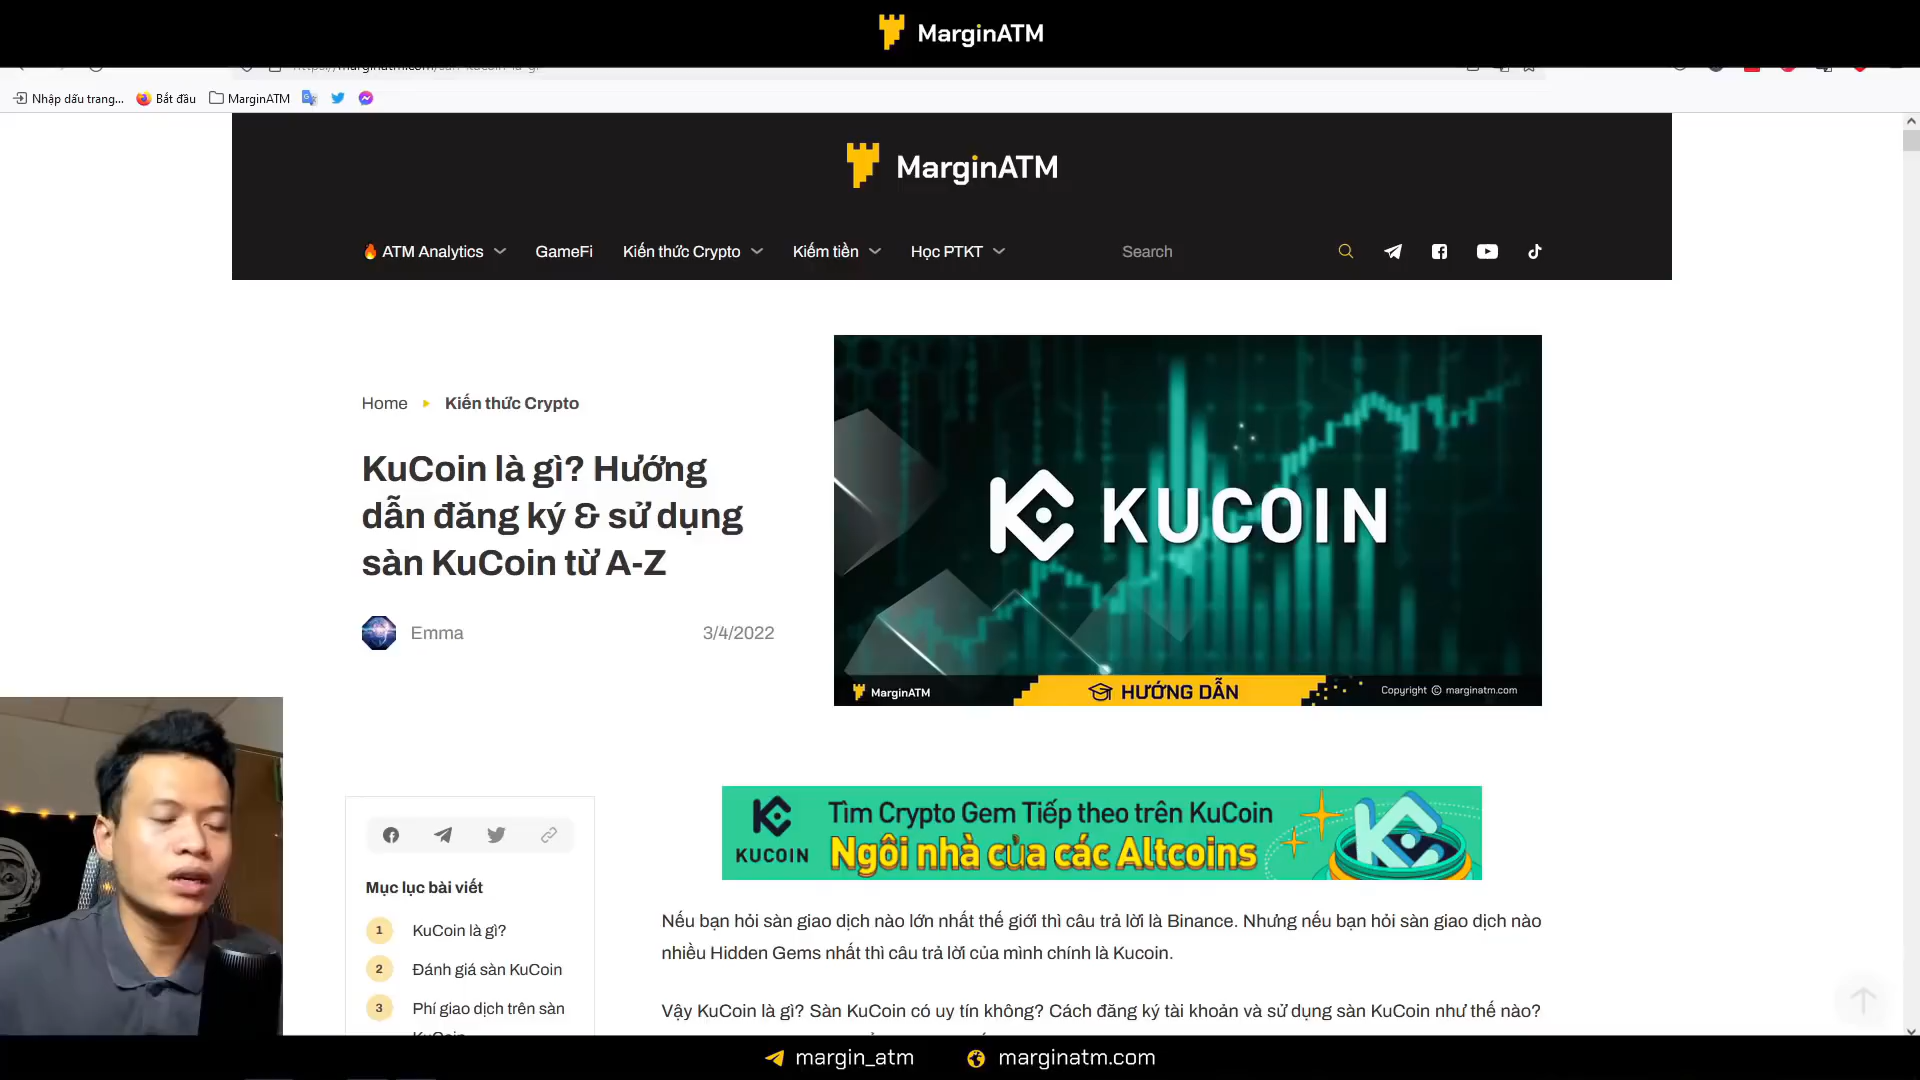 MarginATM
Nhập dấu trang...
Bắt đầu
MarginATM
MarginATM
ATM Analytics
GameFi
Kiến thức Crypto
Kiếm tiền
Học PTKT
Search
Home
Kiến thức Crypto
KuCoin là gì? Hướng
dẫn đăng ký & sử dụng
sàn KuCoin từ A-Z
Emma
3/4/2022
KUCOIN
MarginATM
HƯỚNG DẪN
Copyright © marginatm.com
KUCOIN
Tìm Crypto Gem Tiếp theo trên KuCoin
Ngôi nhà của các Altcoins
Mục lục bài viết
1 KuCoin là gì?
2 Đánh giá sàn KuCoin
3 Phí giao dịch trên sàn
Nếu bạn hỏi sàn giao dịch nào lớn nhất thế giới thì câu trả lời là Binance. Nhưng nếu bạn hỏi sàn giao dịch nào
nhiều Hidden Gems nhất thì câu trả lời của mình chính là Kucoin.
Vậy KuCoin là gì? Sàn KuCoin có uy tín không? Cách đăng ký tài khoản và sử dụng sàn KuCoin như thế nào?
margin_atm
marginatm.com